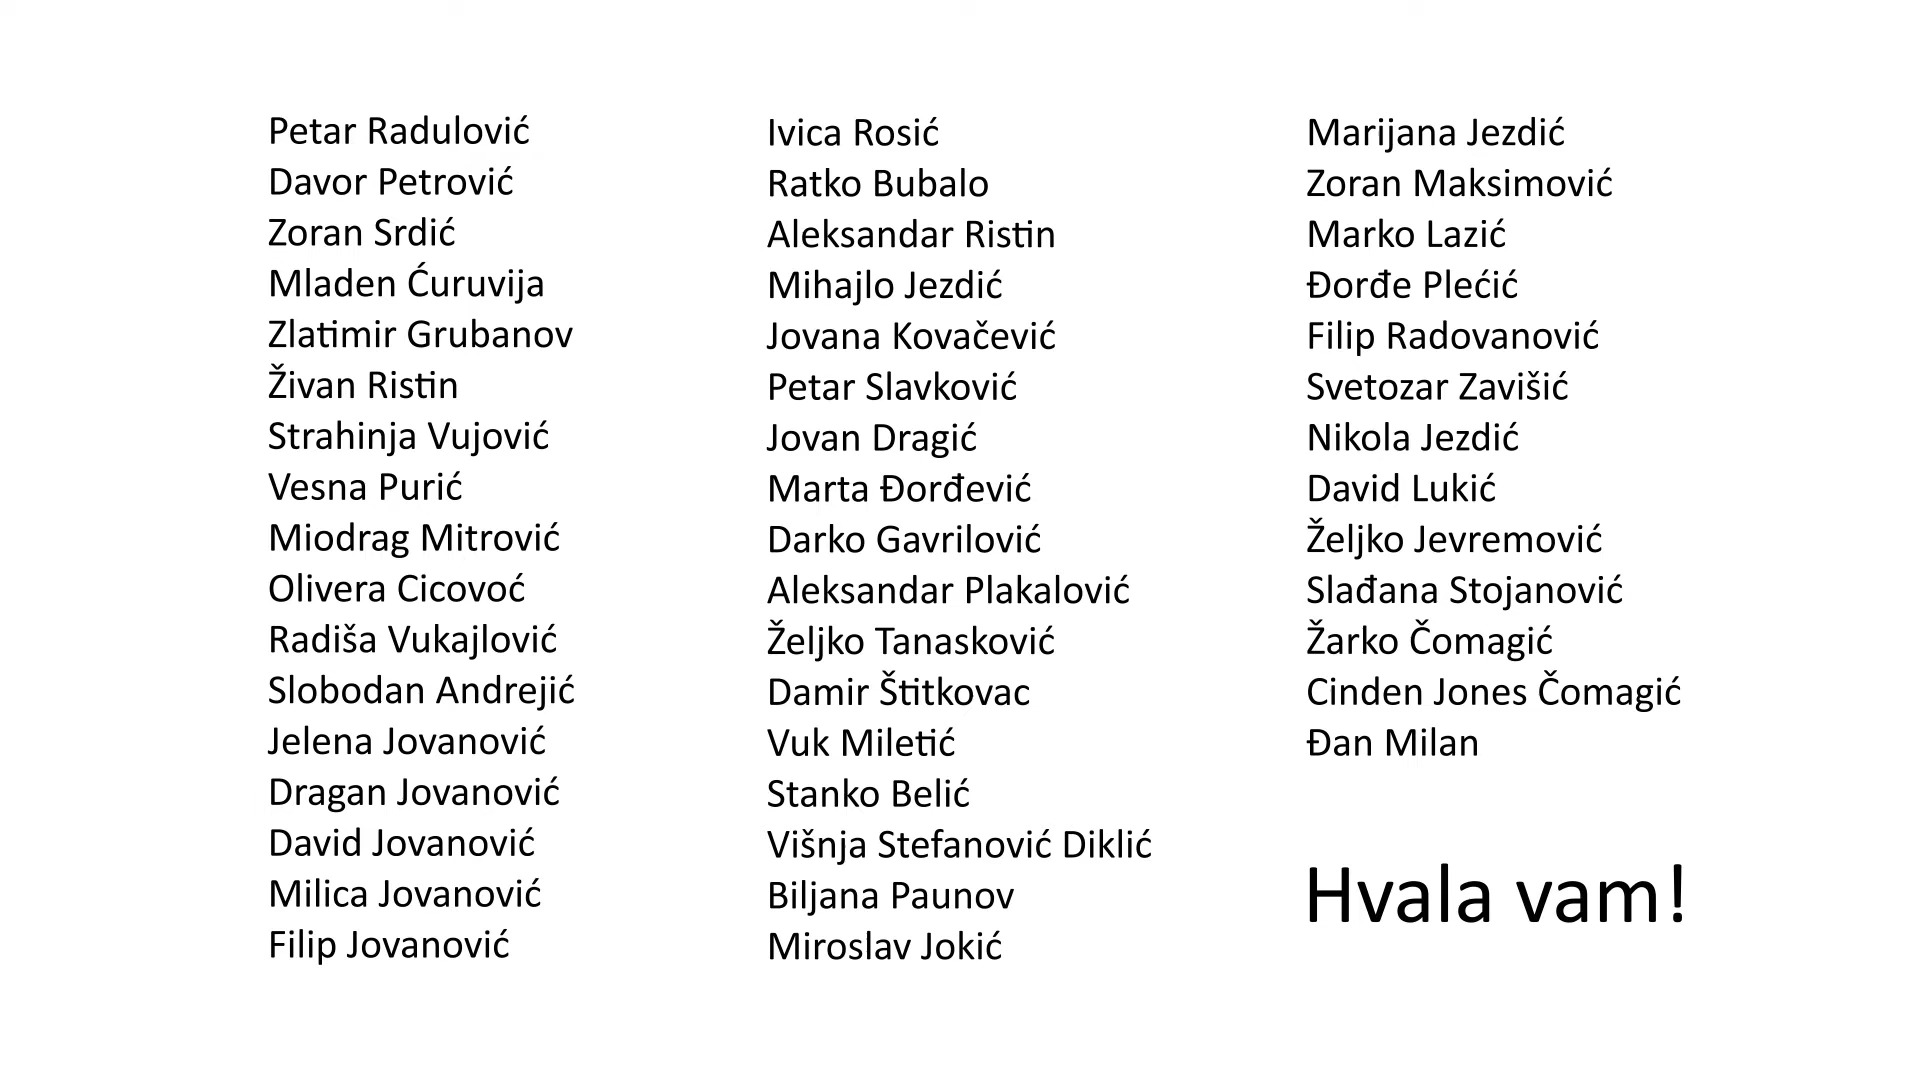 Petar Radulović
Davor Petrović
Zoran Srdić
Mladen Ćuruvija
Zlatimir Grubanov
Živan Ristin
Strahinja Vujović
Vesna Purić
Miodrag Mitrović
Olivera Cicovoć
Radiša Vukajlović
Slobodan Andrejić
Jelena Jovanović
Dragan Jovanović
David Jovanović
Milica Jovanović
Filip Jovanović
Ivica Rosić
Ratko Bubalo
Aleksandar Ristin
Mihajlo Jezdić
Jovana Kovačević
Petar Slavković
Jovan Dragić
Marta Đorđević
Darko Gavrilović
Aleksandar Plakalović
Željko Tanasković
Damir Štitkovac
Vuk Miletić
Stanko Belić
Višnja Stefanović Diklić
Biljana Paunov
Miroslav Jokić
Marijana Jezdić
Zoran Maksimović
Marko Lazić
Đorđe Plećić
Filip Radovanović
Svetozar Zavišić
Nikola Jezdić
David Lukić
Željko Jevremović
Slađana Stojanović
Žarko Čomagić
Cinden Jones Čomagić
Đan Milan
Hvala vam!